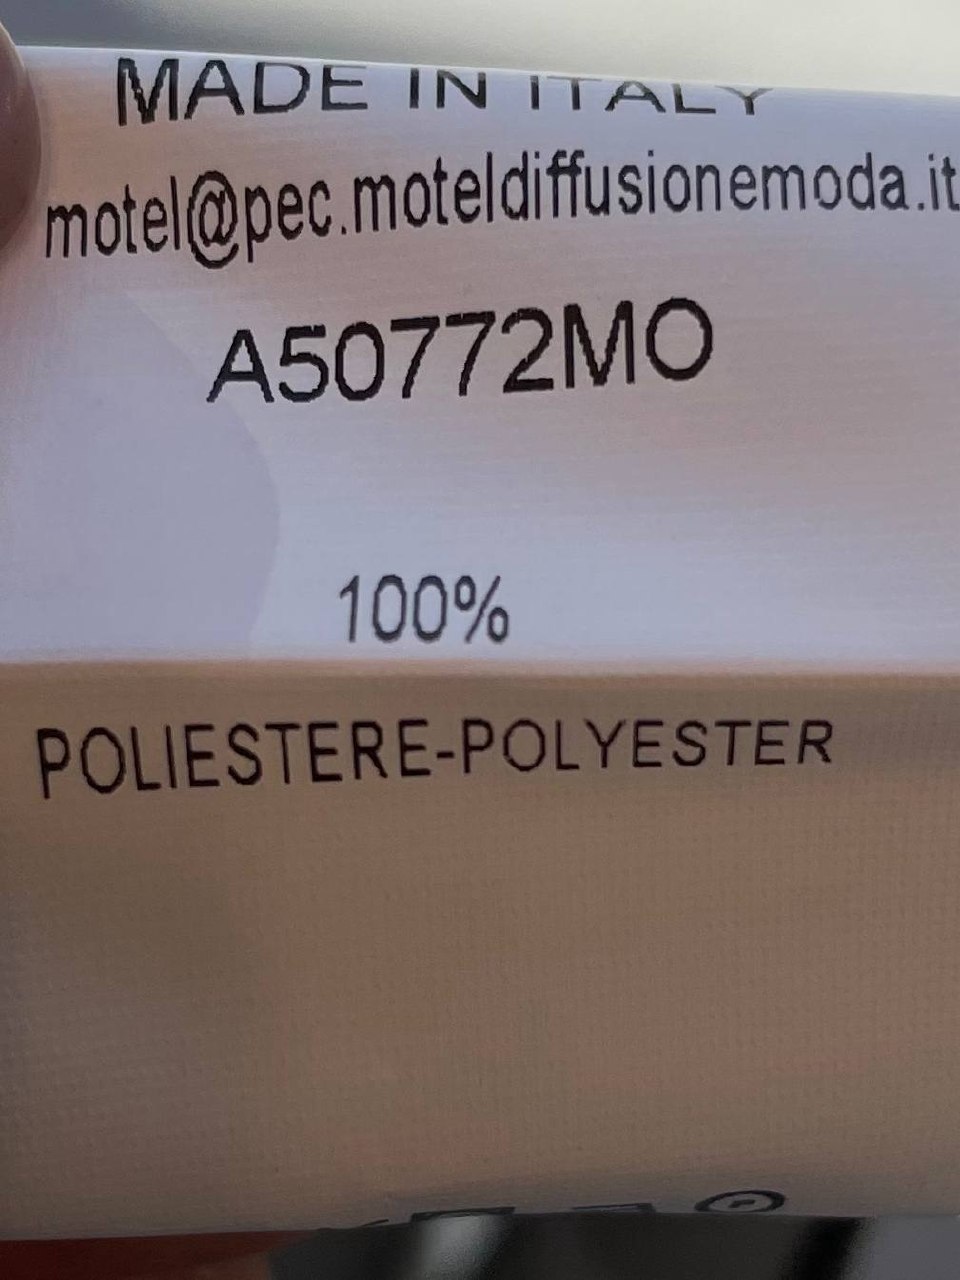 MADE IN ITALY
motel@pec.moteldiffusionemoda.it
A50772MO
100%
POLIESTERE-POLYESTER
P